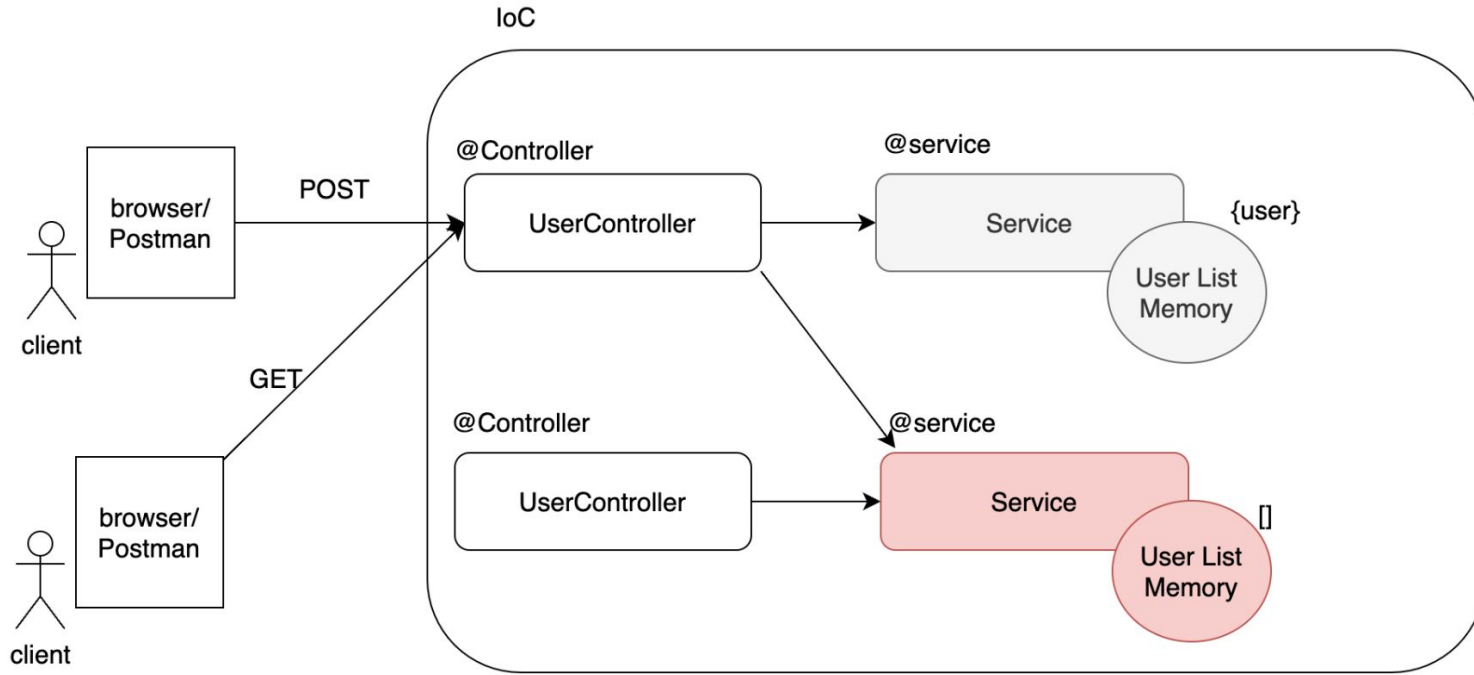 IoC
@Controller
@service
POST
browser/
Postman
UserController
Service
{user}
User List
Memory
client
GET
@Controller
@service
browser/
Postman
UserController
Service
[]
User List
Memory
client